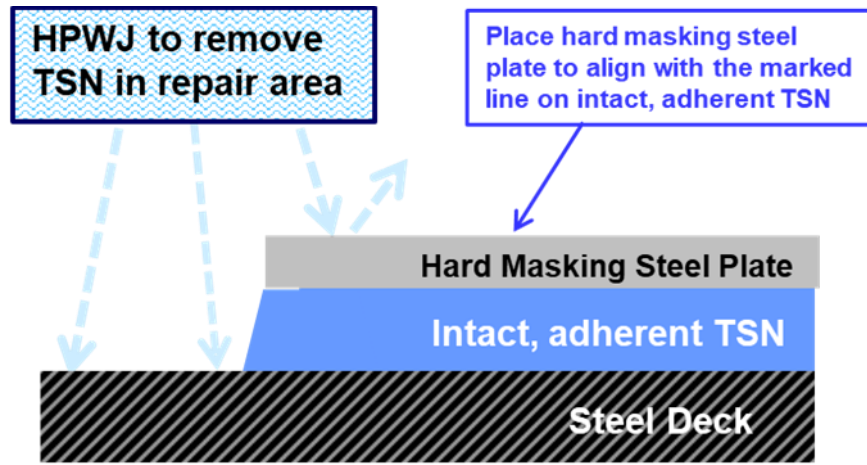 HPWJ to remove
TSN in repair area
Place hard masking steel
plate to align with the marked
line on intact, adherent TSN
Hard Masking Steel Plate
Intact, adherent TSN
Steel Deck